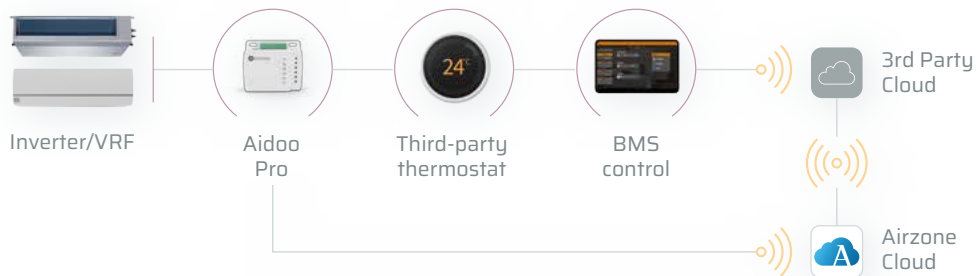 24°c
3rd Party
Cloud
Inverter/VRF
Aidoo
Pro
Third-party
thermostat
BMS
control
Airzone
Cloud